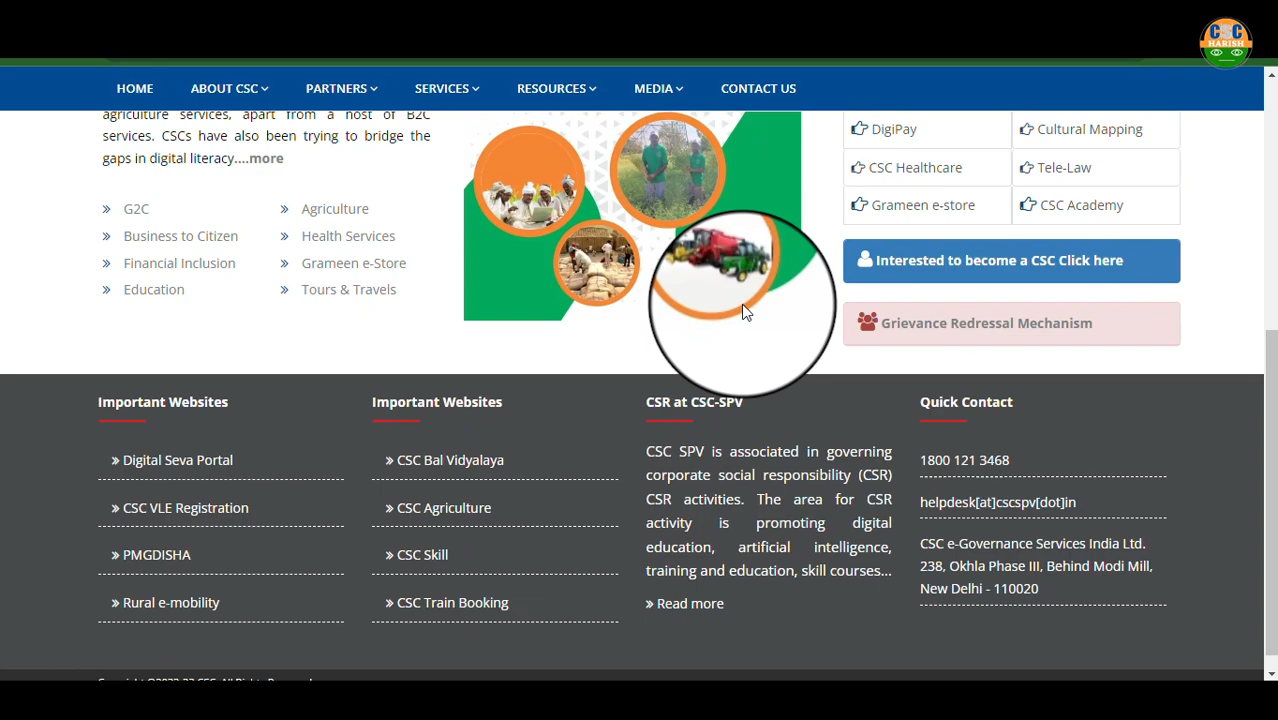 CSC
HARISH
HOME ABOUT CSC PARTNERS SERVICES RESOURCES MEDIA CONTACT US
agriculture services, apart from a host of B2C
services. CSCs have also been trying to bridge the
gaps in digital literacy....more
G2C Agriculture
Business to Citizen Health Services
Financial Inclusion Grameen e-Store
Education Tours & Travels
DigiPay Cultural Mapping
CSC Healthcare Tele-Law
Grameen e-store CSC Academy
Interested to become a CSC Click here
Grievance Redressal Mechanism
Important Websites
» Digital Seva Portal
» CSC VLE Registration
» PMGDISHA
» Rural e-mobility
Important Websites
» CSC Bal Vidyalaya
» CSC Agriculture
» CSC Skill
» CSC Train Booking
CSR at CSC-SPV
CSC SPV is associated in governing
corporate social responsibility (CSR)
CSR activities. The area for CSR
activity is promoting digital
education, artificial intelligence,
training and education, skill courses...
» Read more
Quick Contact
1800 121 3468
helpdesk[at]cscspv[dot]in
CSC e-Governance Services India Ltd.
238, Okhla Phase III, Behind Modi Mill,
New Delhi - 110020